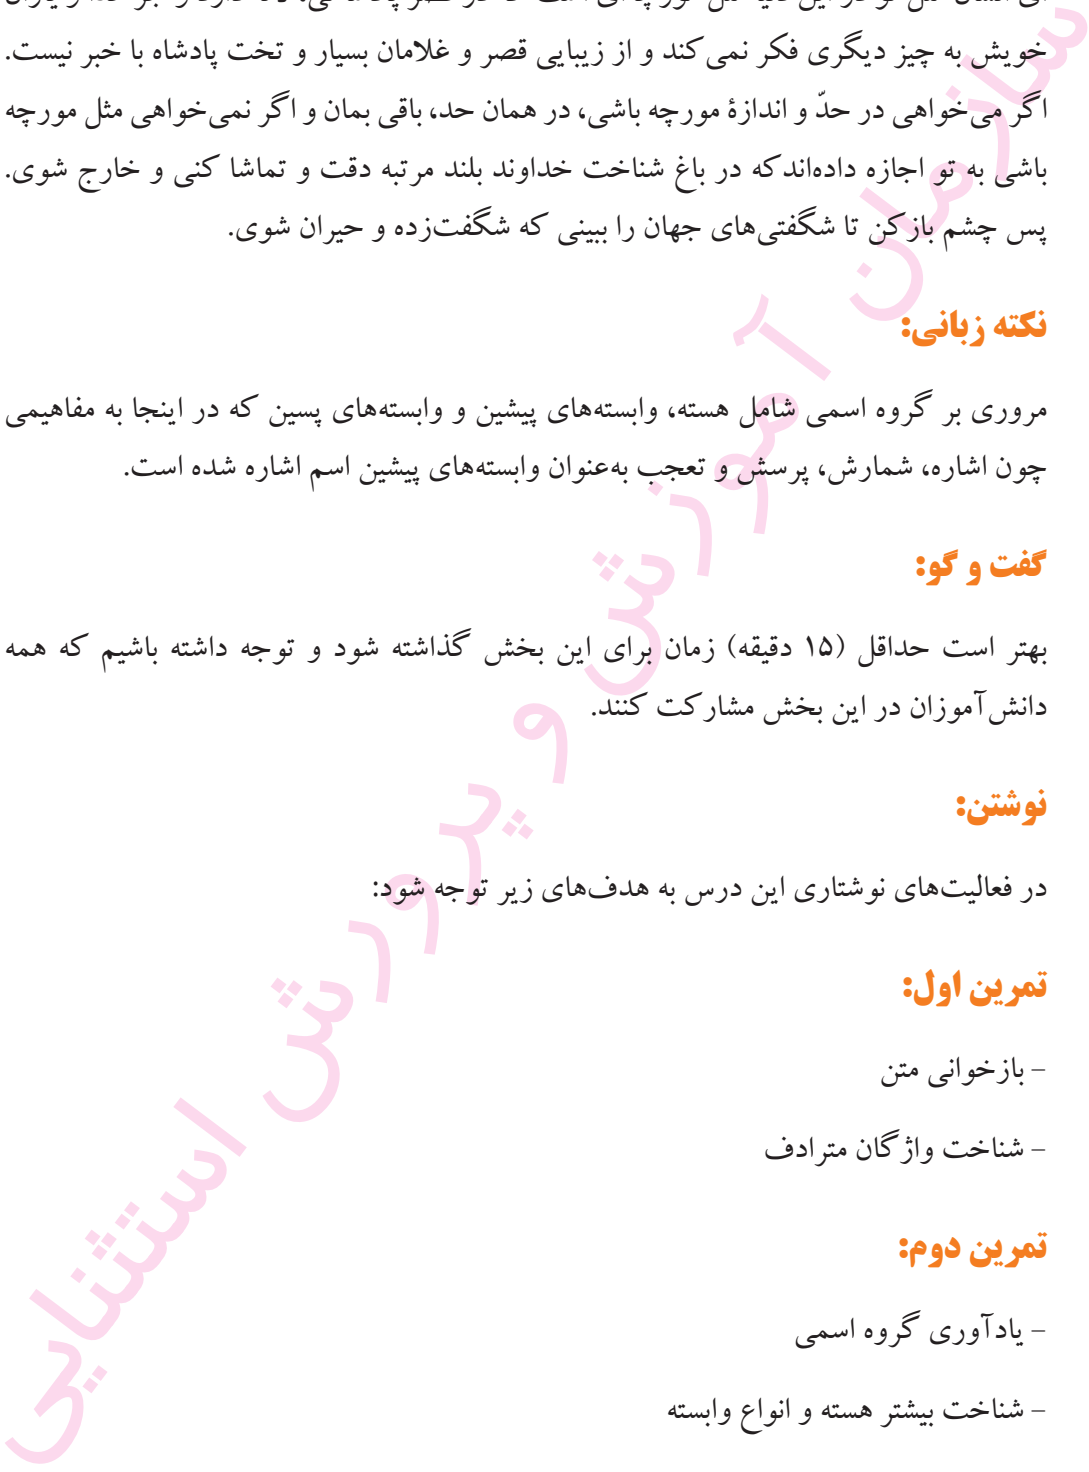 خویش به چیز دیگری فکر نمی‌کند و از زیبایی قصر و غلامان بسیار و تخت پادشاه با خبر نیست.
اگر می‌خواهی در حدّ و اندازهٔ مورچه باشی، در همان حد، باقی بمان و اگر نمی‌خواهی مثل مورچه
باشی به تو اجازه داده‌اندکه در باغ شناخت خداوند بلند مرتبه دقت و تماشا کنی و خارج شوی.
پس چشم بازکن تا شگفتی‌های جهان را ببینی که شگفت‌زده و حیران شوی.
نکته زبانی:
مروری بر گروه اسمی شامل هسته، وابسته‌های پیشین و وابسته‌های پسین که در اینجا به مفاهیمی
چون اشاره، شمارش، پرسش و تعجب به‌عنوان وابسته‌های پیشین اسم اشاره شده است.
گفت و گو:
بهتر است حداقل (۱۵ دقیقه) زمان برای این بخش گذاشته شود و توجه داشته باشیم که همه
دانش‌آموزان در این بخش مشارکت کنند.
نوشتن:
در فعالیت‌های نوشتاری این درس به هدف‌های زیر توجه شود:
تمرین اول:
– بازخوانی متن
– شناخت واژگان مترادف
تمرین دوم:
– یادآوری گروه اسمی
– شناخت بیشتر هسته و انواع وابسته
سازمان آموزش و پرورش استثنایی